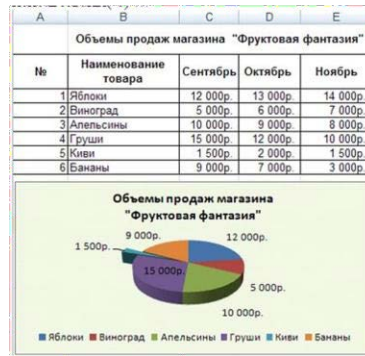 A B C D E
Объемы продаж магазина "Фруктовая фантазия"
№ Наименование товара Сентябрь Октябрь Ноябрь
1 Яблоки 12 000р. 13 000р. 14 000р.
2 Виноград 5 000р. 6 000р. 7 000р.
3 Апельсины 10 000р. 9 000р. 8 000р.
4 Груши 15 000р. 12 000р. 10 000р.
5 Киви 1 500р. 2 000р. 1 500р.
6 Бананы 9 000р. 7 000р. 3 000р.
Объемы продаж магазина
"Фруктовая фантазия"
9 000р. 12 000р.
1 500р.
15 000р.
5 000р.
10 000р.
Яблоки Виноград Апельсины Груши Киви Бананы